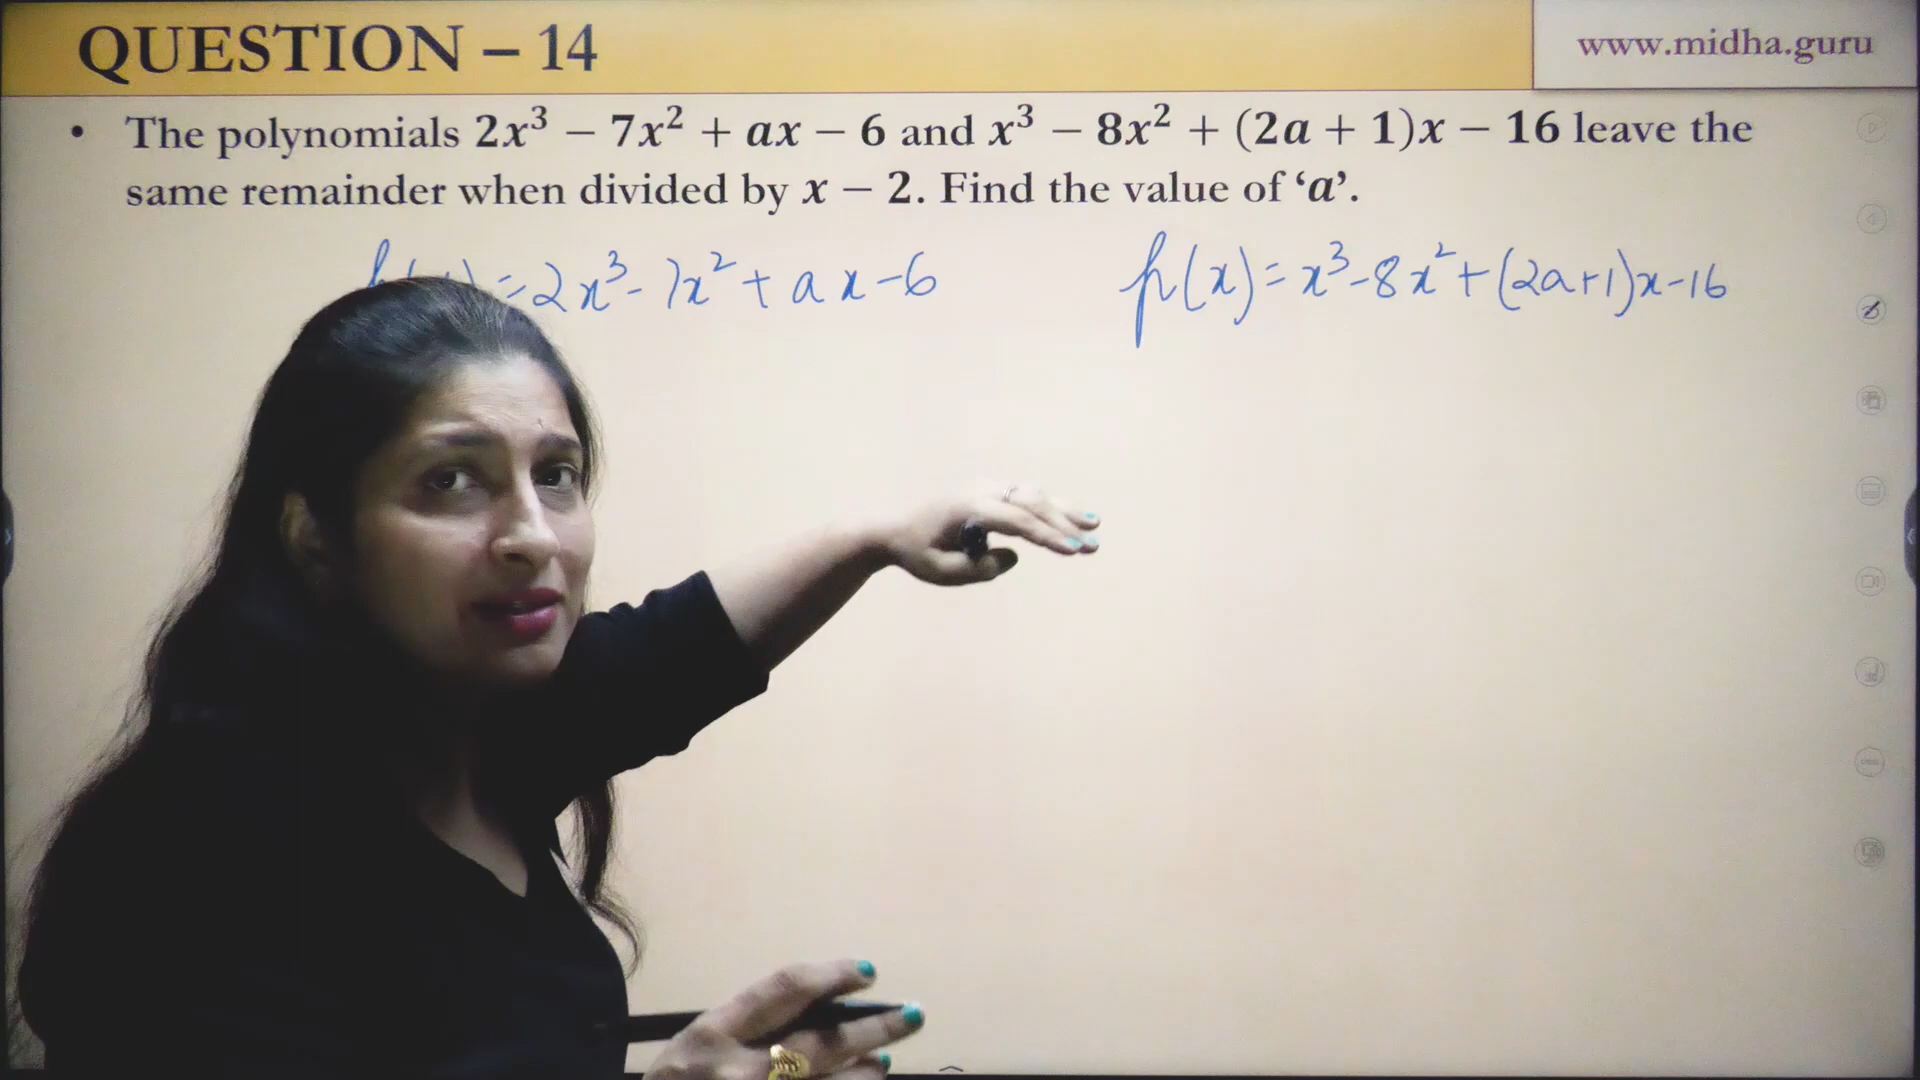 QUESTION – 14
www.midha.guru
• The polynomials 2x³ − 7x² + ax − 6 and x³ − 8x² + (2a + 1)x − 16 leave the
same remainder when divided by x − 2. Find the value of ‘a’.
= 2x³ - 7x² + ax - 6
p(x) = x³ - 8x² + (2a+1)x - 16